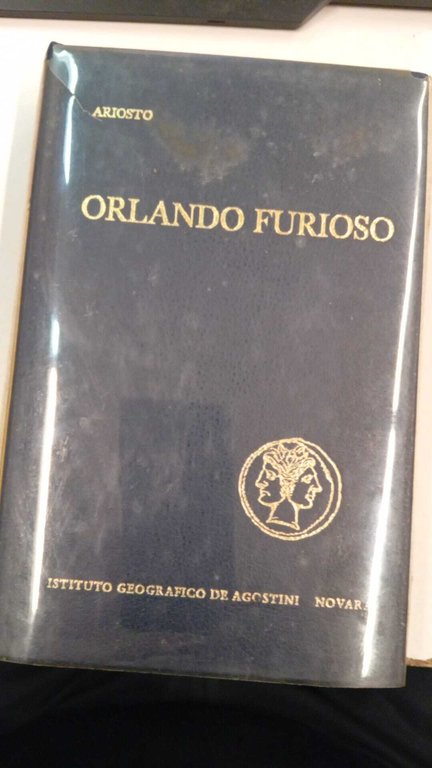 ARIOSTO
ORLANDO FURIOSO
ISTITUTO GEOGRAFICO DE AGOSTINI NOVARA